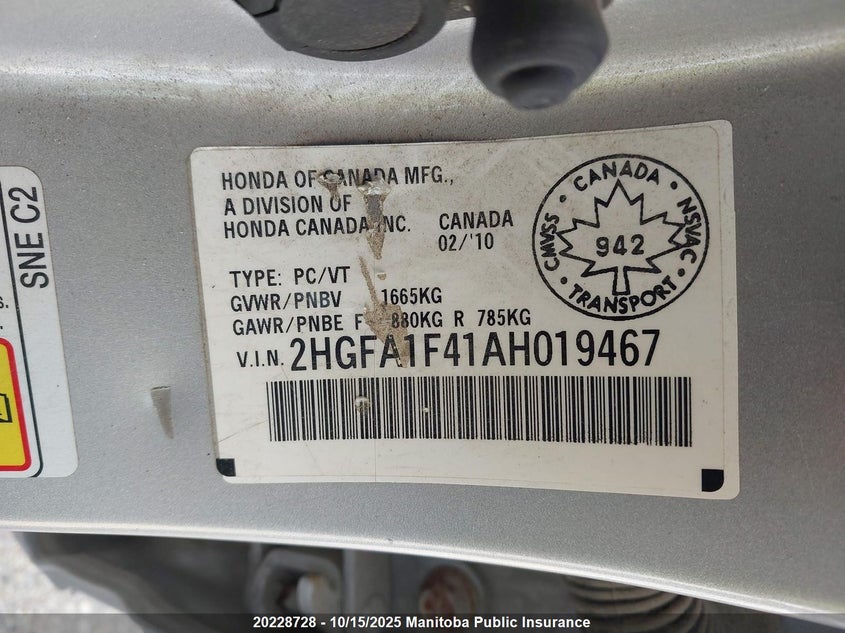 SNE C2
s.
HONDA OF CANADA MFG.,
A DIVISION OF
HONDA CANADA INC.
CANADA
02/'10
TYPE: PC/VT
GVWR/PNBV 1665KG
GAWR/PNBE F 880KG R 785KG
V.I.N. 2HGFA1F41AH019467
CANADA
CMVSS • NSVAC
942
TRANSPORT
20228728 - 10/15/2025 Manitoba Public Insurance